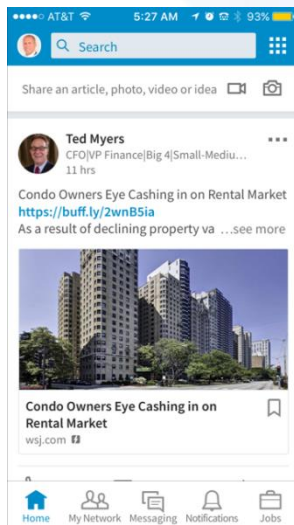 AT&T 5:27 AM 93%
Search
Share an article, photo, video or idea
Ted Myers
CFO|VP Finance|Big 4|Small-Mediu...
11 hrs
Condo Owners Eye Cashing in on Rental Market
https://buff.ly/2wnB5ia
As a result of declining property va ...see more
Condo Owners Eye Cashing in on
Rental Market
wsj.com
Home My Network Messaging Notifications Jobs